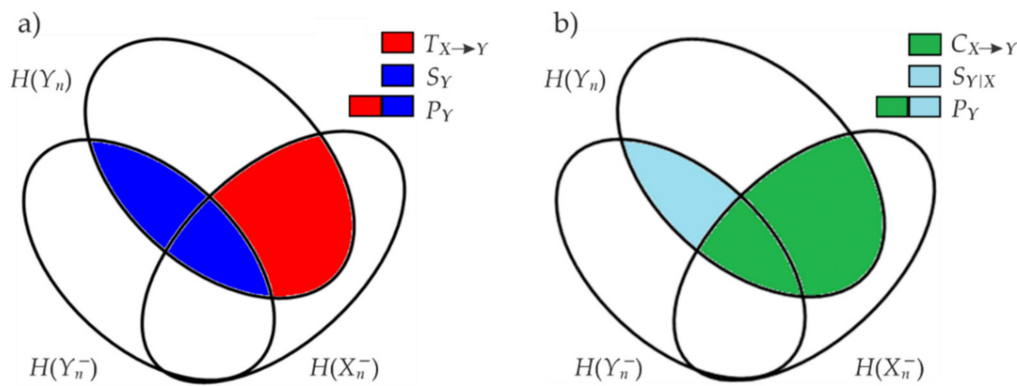 a)
T_{X→Y}
S_Y
P_Y
H(Y_n)
H(Y_n^-)
H(X_n^-)
b)
C_{X→Y}
S_{Y|X}
P_Y
H(Y_n)
H(Y_n^-)
H(X_n^-)